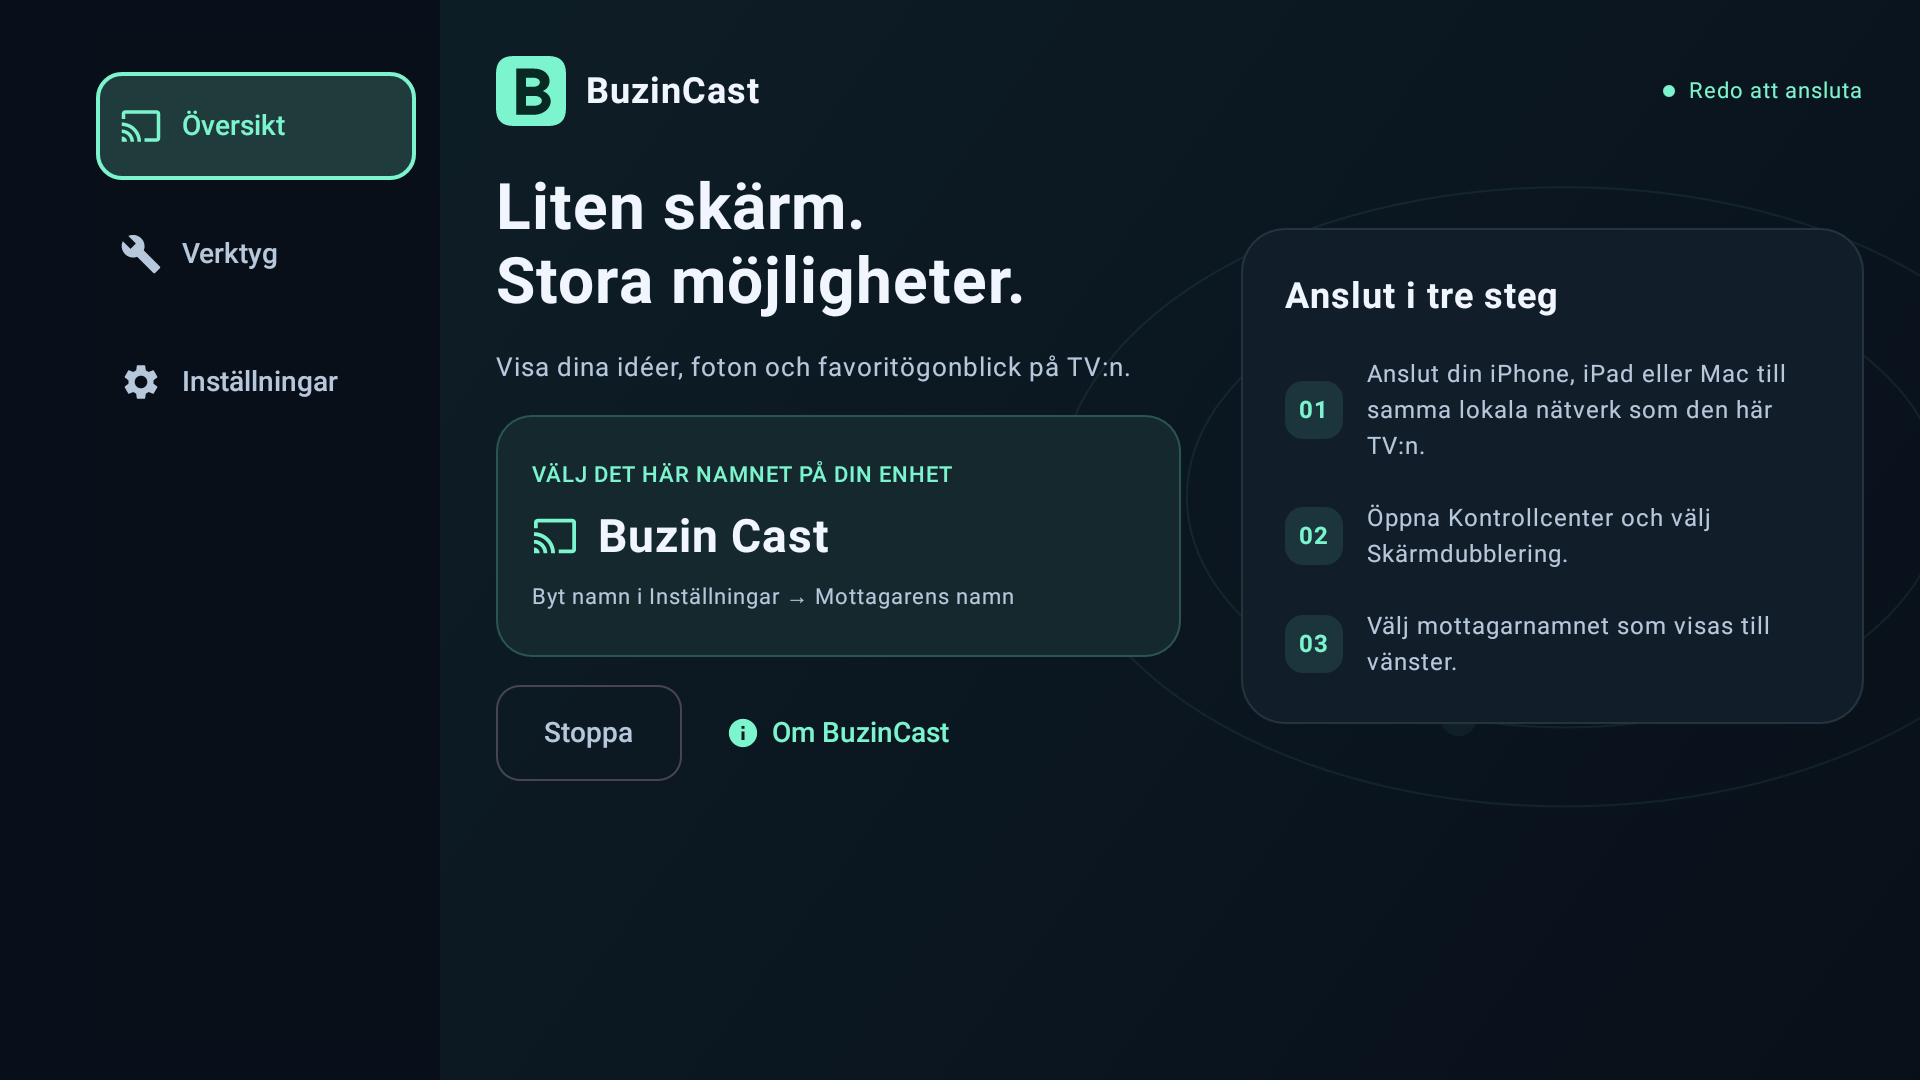 Översikt
Verktyg
Inställningar
BuzinCast
Redo att ansluta
Liten skärm.
Stora möjligheter.
Visa dina idéer, foton och favoritögonblick på TV:n.
VÄLJ DET HÄR NAMNET PÅ DIN ENHET
Buzin Cast
Byt namn i Inställningar → Mottagarens namn
Stoppa
Om BuzinCast
Anslut i tre steg
01
Anslut din iPhone, iPad eller Mac till
samma lokala nätverk som den här
TV:n.
02
Öppna Kontrollcenter och välj
Skärmdubblering.
03
Välj mottagarnamnet som visas till
vänster.